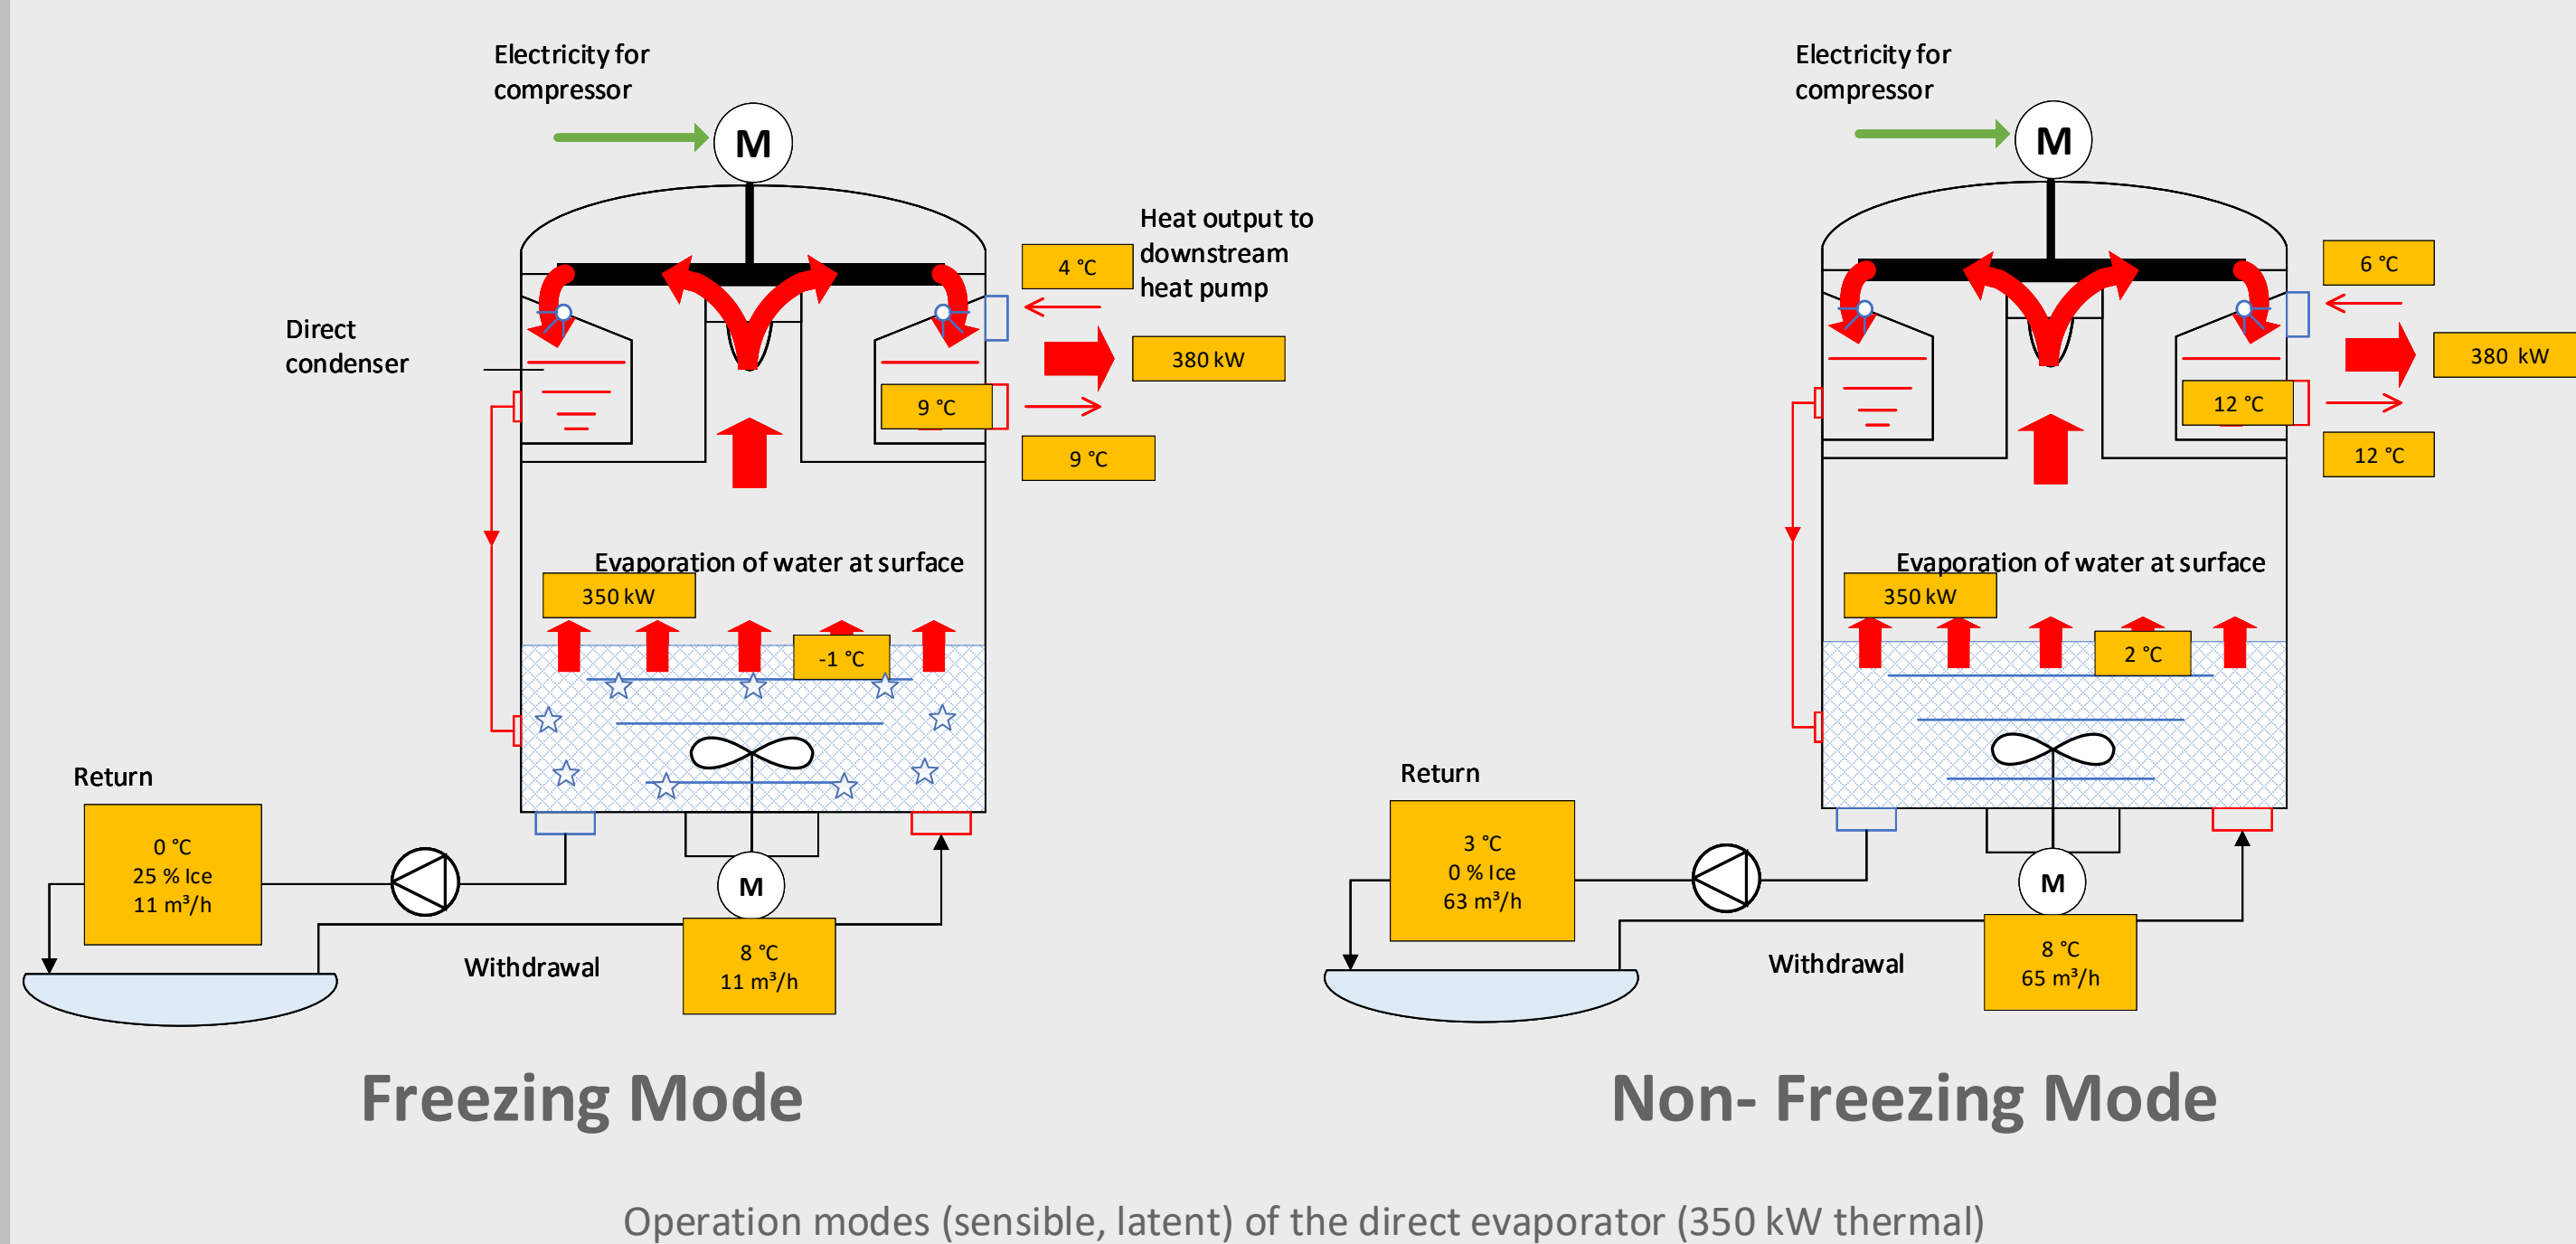 Electricity for
compressor
M
Heat output to
downstream
heat pump
4 °C
380 kW
Direct
condenser
9 °C
9 °C
Evaporation of water at surface
350 kW
-1 °C
Return
0 °C
25 % Ice
11 m³/h
M
Withdrawal
8 °C
11 m³/h
Freezing Mode
Electricity for
compressor
M
6 °C
380 kW
12 °C
12 °C
Evaporation of water at surface
350 kW
2 °C
Return
3 °C
0 % Ice
63 m³/h
M
Withdrawal
8 °C
65 m³/h
Non- Freezing Mode
Operation modes (sensible, latent) of the direct evaporator (350 kW thermal)